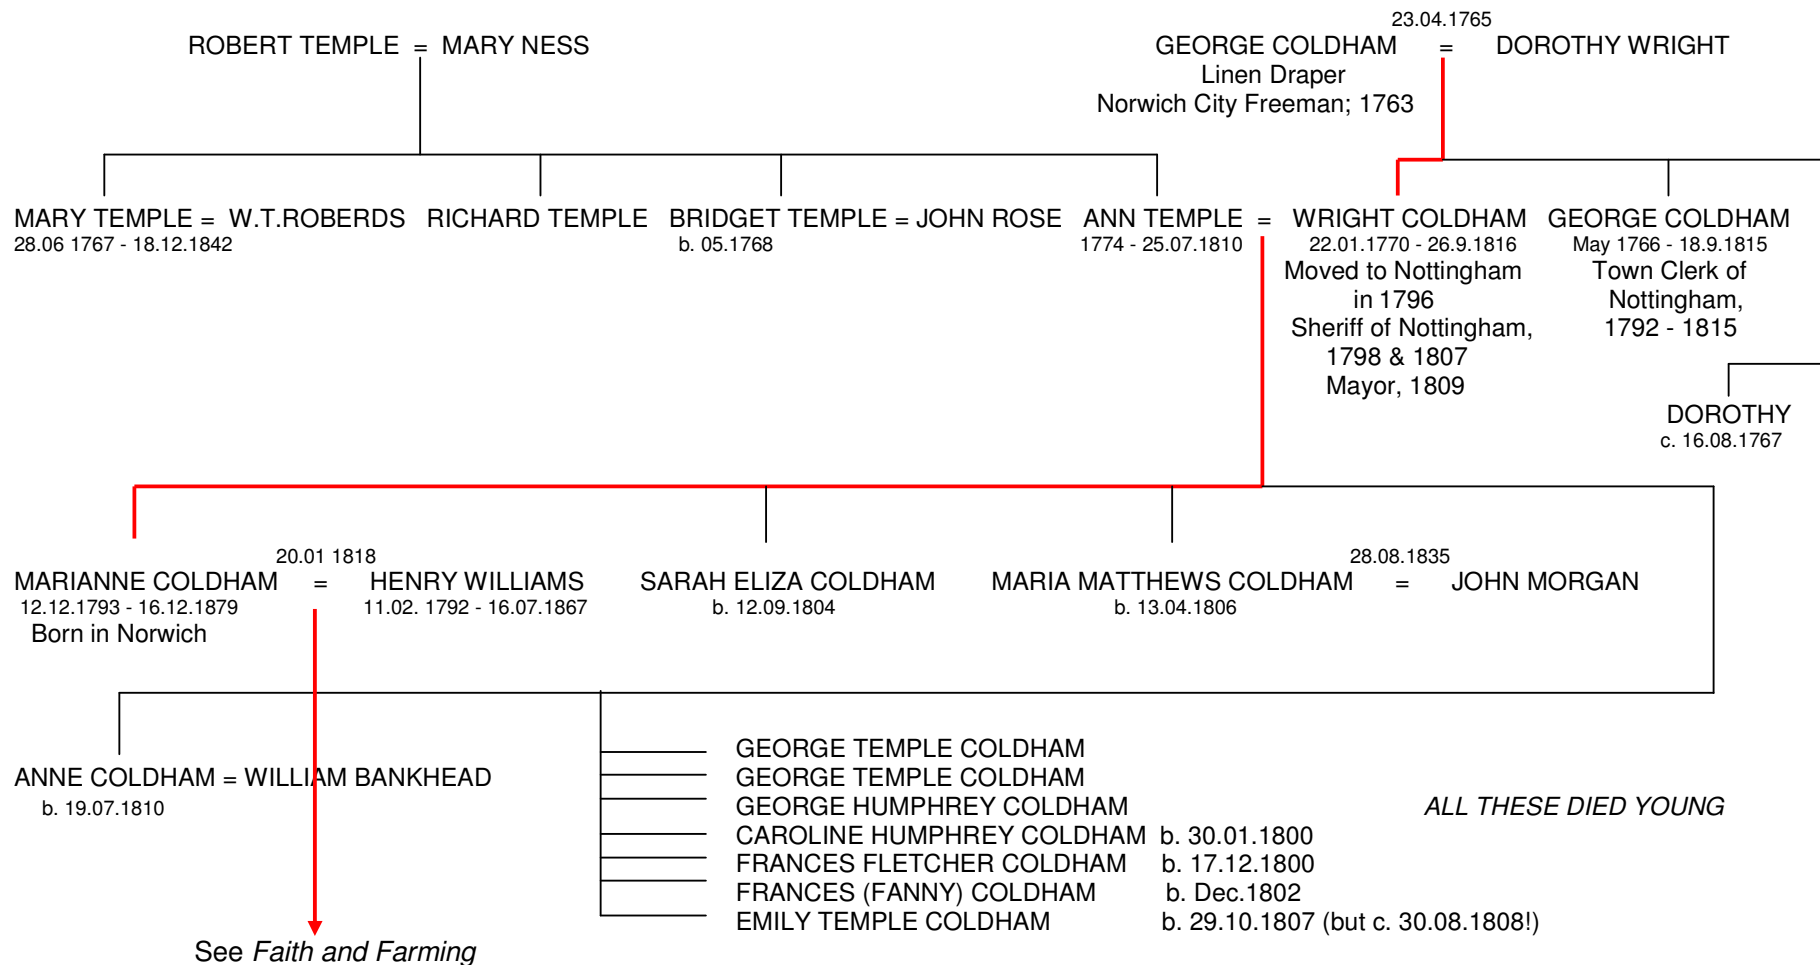 23.04.1765
ROBERT TEMPLE = MARY NESS
GEORGE COLDHAM = DOROTHY WRIGHT
Linen Draper
Norwich City Freeman; 1763
MARY TEMPLE = W.T.ROBERDS
28.06 1767 - 18.12.1842
RICHARD TEMPLE
BRIDGET TEMPLE = JOHN ROSE
b. 05.1768
ANN TEMPLE = WRIGHT COLDHAM
1774 - 25.07.1810
22.01.1770 - 26.9.1816
Moved to Nottingham
in 1796
Sheriff of Nottingham,
1798 & 1807
Mayor, 1809
GEORGE COLDHAM
May 1766 - 18.9.1815
Town Clerk of
Nottingham,
1792 - 1815
DOROTHY
c. 16.08.1767
20.01 1818
MARIANNE COLDHAM = HENRY WILLIAMS
12.12.1793 - 16.12.1879
11.02. 1792 - 16.07.1867
Born in Norwich
SARAH ELIZA COLDHAM
b. 12.09.1804
28.08.1835
MARIA MATTHEWS COLDHAM = JOHN MORGAN
b. 13.04.1806
ANNE COLDHAM = WILLIAM BANKHEAD
b. 19.07.1810
GEORGE TEMPLE COLDHAM
GEORGE TEMPLE COLDHAM
GEORGE HUMPHREY COLDHAM
ALL THESE DIED YOUNG
CAROLINE HUMPHREY COLDHAM b. 30.01.1800
FRANCES FLETCHER COLDHAM b. 17.12.1800
FRANCES (FANNY) COLDHAM b. Dec.1802
EMILY TEMPLE COLDHAM b. 29.10.1807 (but c. 30.08.1808!)
See Faith and Farming